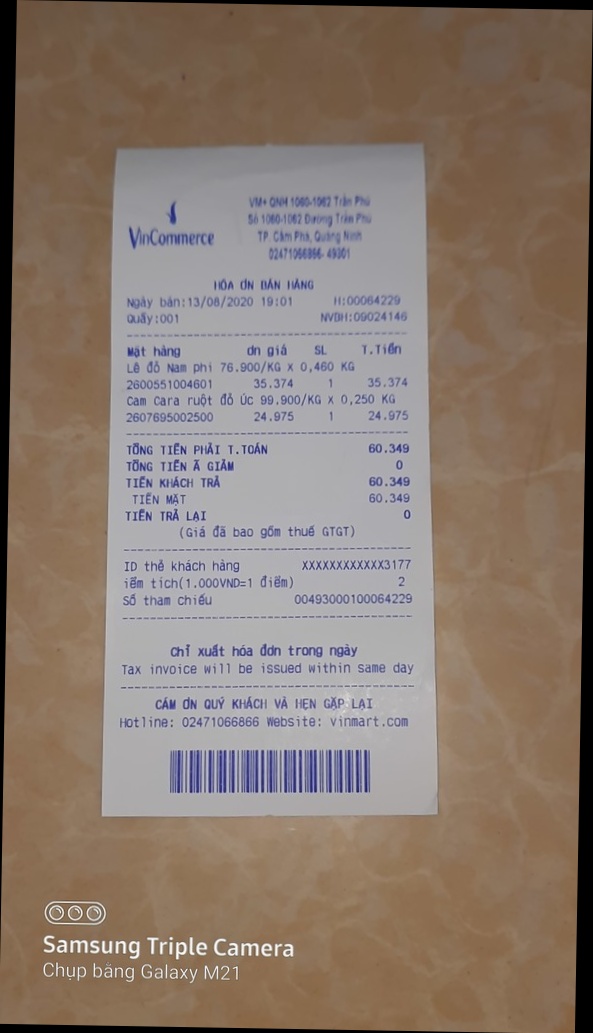 VinCommerce
VM+ QNH 1060-1062 Trần Phú
Số 1060-1062 Đường Trần Phú
TP. Cẩm Phả, Quảng Ninh
02471066866- 49301
HÓA ƠN BÁN HÀNG
Ngày bán:13/08/2020 19:01 H:00064229
Quầy:001 NVBH:09024146
Mặt hàng ơn giá SL T.Tiền
Lê đỏ Nam phi 76.900/KG X 0,460 KG
2600551004601 35.374 1 35.374
Cam Cara ruột đỏ Úc 99.900/KG X 0,250 KG
2607695002500 24.975 1 24.975
TỔNG TIỀN PHẢI T.TOÁN 60.349
TỔNG TIỀN Ã GIẢM 0
TIỀN KHÁCH TRẢ 60.349
TIỀN MẶT 60.349
TIỀN TRẢ LẠI 0
(Giá đã bao gồm thuế GTGT)
ID thẻ khách hàng XXXXXXXXXXXX3177
iểm tích(1.000VND=1 điểm) 2
Số tham chiếu 00493000100064229
Chỉ xuất hóa đơn trong ngày
Tax invoice will be issued within same day
CÁM ƠN QUÝ KHÁCH VÀ HẸN GẶP LẠI
Hotline: 02471066866 Website: vinmart.com
Samsung Triple Camera
Chụp bằng Galaxy M21